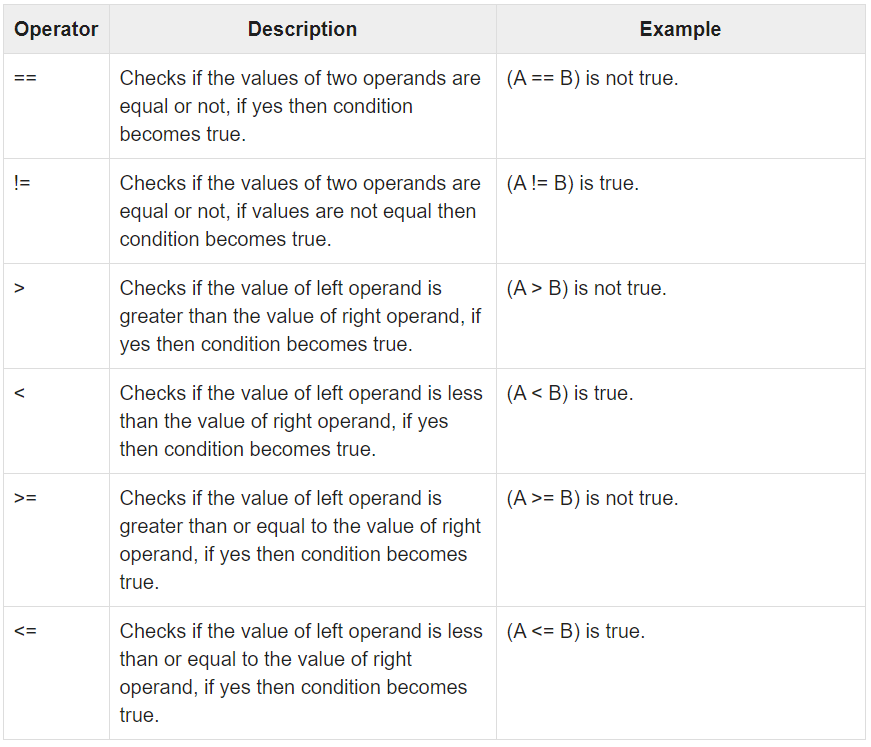 Operator Description Example
== Checks if the values of two operands are (A == B) is not true.
equal or not, if yes then condition
becomes true.
!= Checks if the values of two operands are (A != B) is true.
equal or not, if values are not equal then
condition becomes true.
> Checks if the value of left operand is (A > B) is not true.
greater than the value of right operand, if
yes then condition becomes true.
< Checks if the value of left operand is less (A < B) is true.
than the value of right operand, if yes
then condition becomes true.
>= Checks if the value of left operand is (A >= B) is not true.
greater than or equal to the value of right
operand, if yes then condition becomes
true.
<= Checks if the value of left operand is less (A <= B) is true.
than or equal to the value of right
operand, if yes then condition becomes
true.